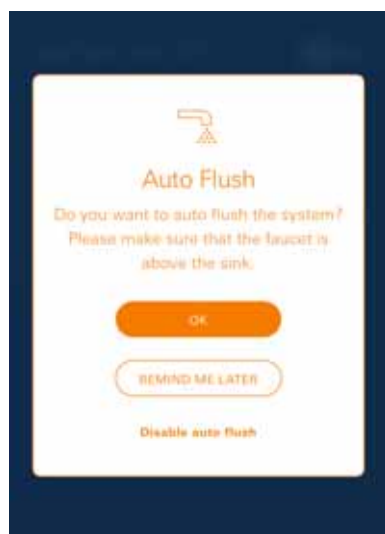 Auto Flush
Do you want to auto flush the system?
Please make sure that the faucet is
above the sink.
OK
REMIND ME LATER
Disable auto flush